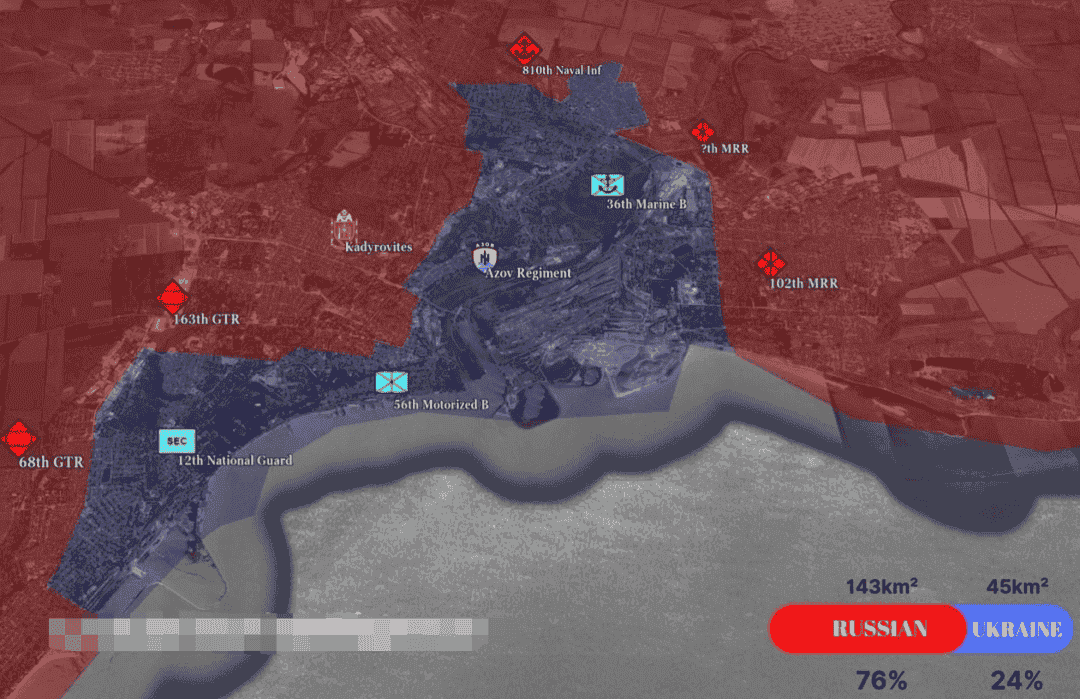 810th Naval Inf
?th MRR
36th Marine B
Kadyrovites
AZOV
Azov Regiment
102th MRR
163th GTR
56th Motorized B
SEC
12th National Guard
68th GTR
143km² 45km²
RUSSIAN UKRAINE
76% 24%